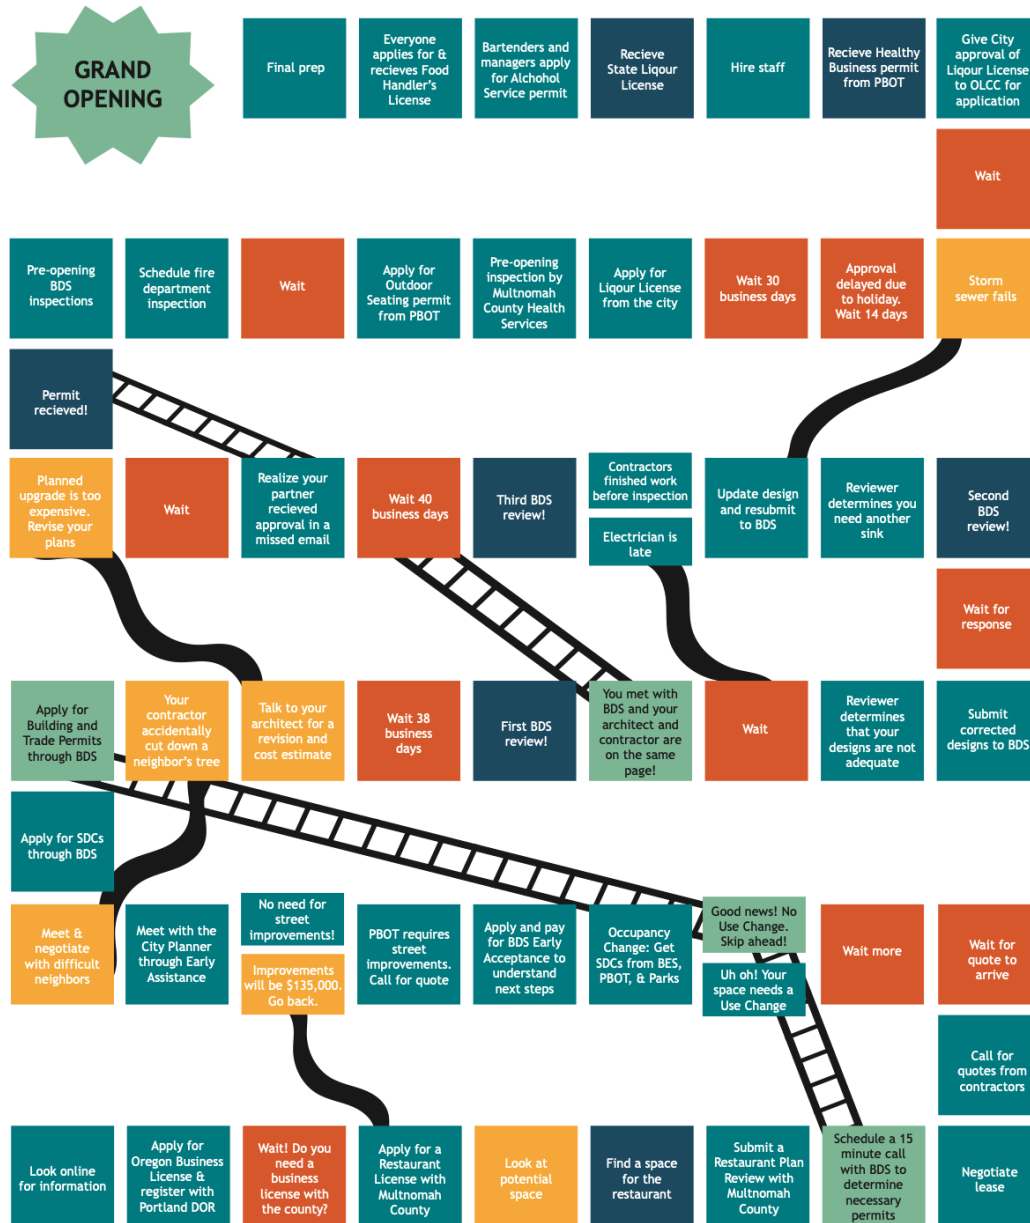 GRAND
OPENING
Final prep
Everyone
applies for &
recieves Food
Handler's
License
Bartenders and
managers apply
for Alchohol
Service permit
Recieve
State Liqour
License
Hire staff
Recieve Healthy
Business permit
from PBOT
Give City
approval of
Liqour License
to OLCC for
application
Wait
Pre-opening
BDS
inspections
Schedule fire
department
inspection
Wait
Apply for
Outdoor
Seating permit
from PBOT
Pre-opening
inspection by
Multnomah
County Health
Services
Apply for
Liqour License
from the city
Wait 30
business days
Approval
delayed due
to holiday.
Wait 14 days
Storm
sewer fails
Permit
recieved!
Planned
upgrade is too
expensive.
Revise your
plans
Wait
Realize your
partner
recieved
approval in a
missed email
Wait 40
business days
Third BDS
review!
Contractors
finished work
before inspection
Electrician is
late
Update design
and resubmit
to BDS
Reviewer
determines you
need another
sink
Second
BDS
review!
Wait for
response
Apply for
Building and
Trade Permits
through BDS
Your
contractor
accidentally
cut down a
neighbor's tree
Talk to your
architect for a
revision and
cost estimate
Wait 38
business
days
First BDS
review!
You met with
BDS and your
architect and
contractor are
on the same
page!
Wait
Reviewer
determines
that your
designs are not
adequate
Submit
corrected
designs to BDS
Apply for SDCs
through BDS
Meet &
negotiate
with difficult
neighbors
Meet with the
City Planner
through Early
Assistance
No need for
street
improvements!
Improvements
will be $135,000.
Go back.
PBOT requires
street
improvements.
Call for quote
Apply and pay
for BDS Early
Acceptance to
understand
next steps
Occupancy
Change: Get
SDCs from BES,
PBOT, & Parks
Good news! No
Use Change.
Skip ahead!
Uh oh! Your
space needs a
Use Change
Wait more
Wait for
quote to
arrive
Call for
quotes from
contractors
Look online
for information
Apply for
Oregon Business
License &
register with
Portland DOR
Wait! Do you
need a
business
license with
the county?
Apply for a
Restaurant
License with
Multnomah
County
Look at
potential
space
Find a space
for the
restaurant
Submit a
Restaurant Plan
Review with
Multnomah
County
Schedule a 15
minute call
with BDS to
determine
necessary
permits
Negotiate
lease